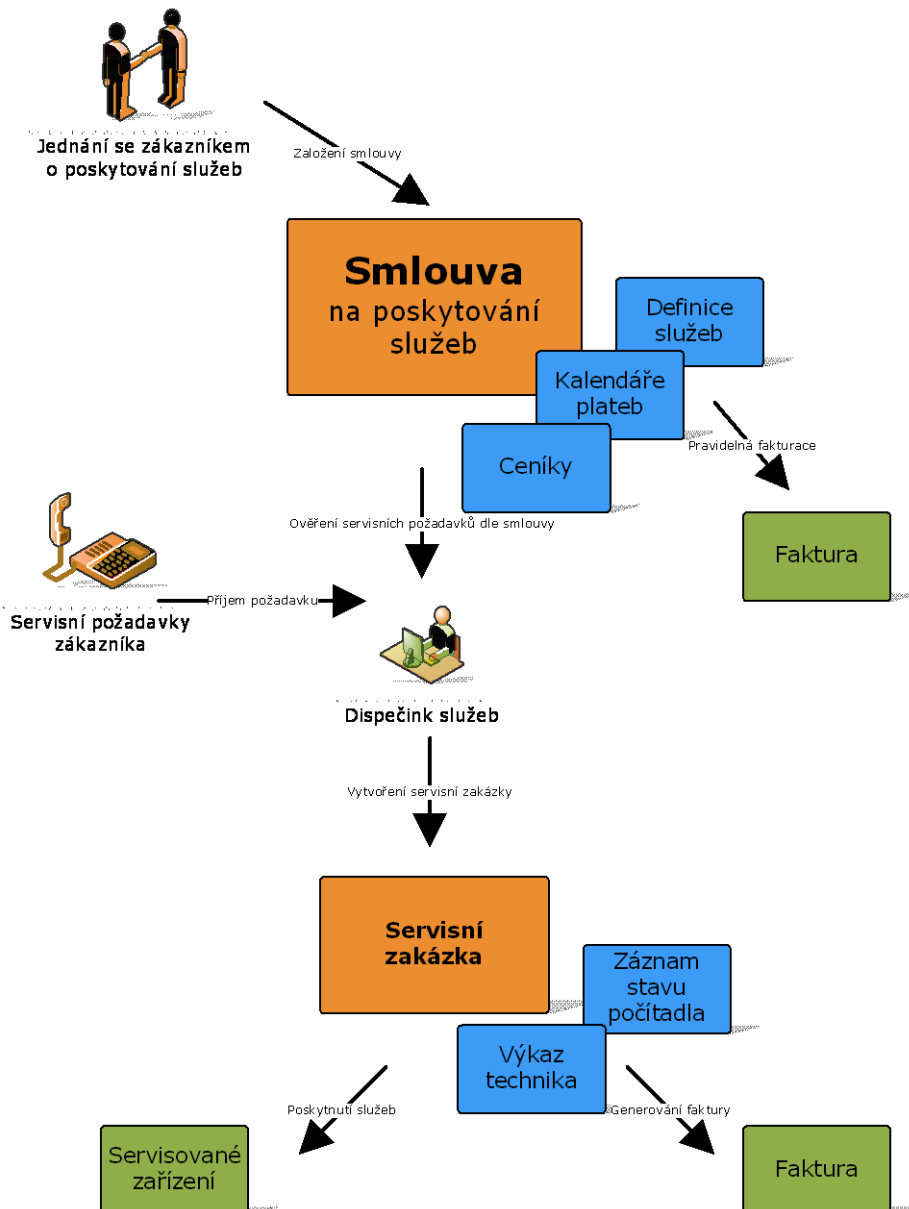 Jednání se zákazníkem
o poskytování služeb
Založení smlouvy
Smlouva
na poskytování
služeb
Definice
služeb
Kalendáře
plateb
Ceníky
Pravidelná fakturace
Faktura
Ověření servisních požadavků dle smlouvy
Servisní požadavky
zákazníka
Příjem požadavku
Dispečink služeb
Vytvoření servisní zakázky
Servisní
zakázka
Záznam
stavu
počítadla
Výkaz
technika
Poskytnutí služeb
Generování faktury
Servisované
zařízení
Faktura